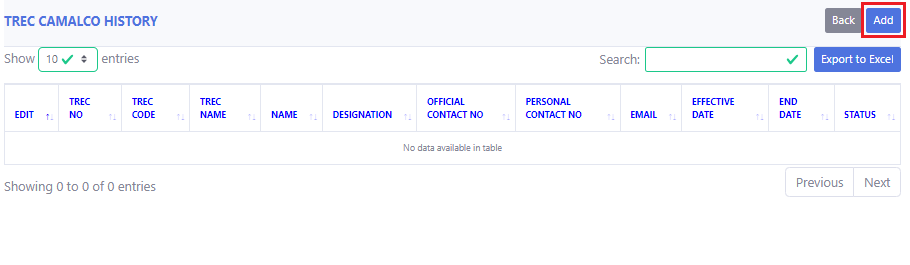 TREC CAMALCO HISTORY
Back
Add
Show 10 entries
Search:
Export to Excel
EDIT
TREC NO
TREC CODE
TREC NAME
NAME
DESIGNATION
OFFICIAL CONTACT NO
PERSONAL CONTACT NO
EMAIL
EFFECTIVE DATE
END DATE
STATUS
No data available in table
Showing 0 to 0 of 0 entries
Previous
Next